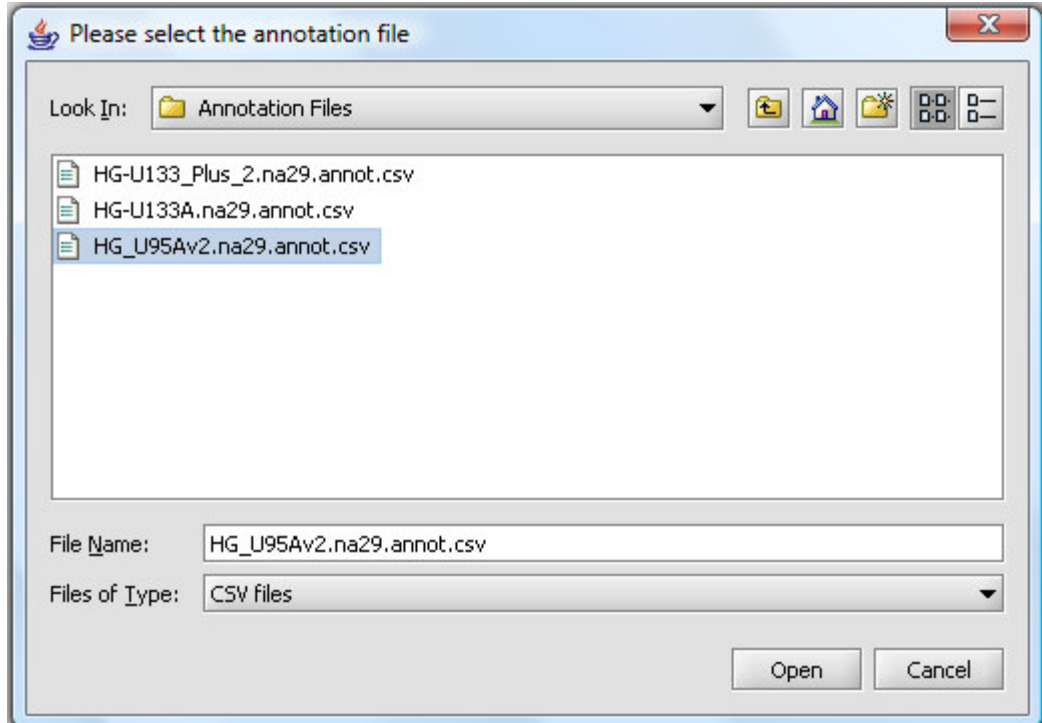 Please select the annotation file
Look In: Annotation Files
HG-U133_Plus_2.na29.annot.csv
HG-U133A.na29.annot.csv
HG_U95Av2.na29.annot.csv
File Name: HG_U95Av2.na29.annot.csv
Files of Type: CSV files
Open Cancel